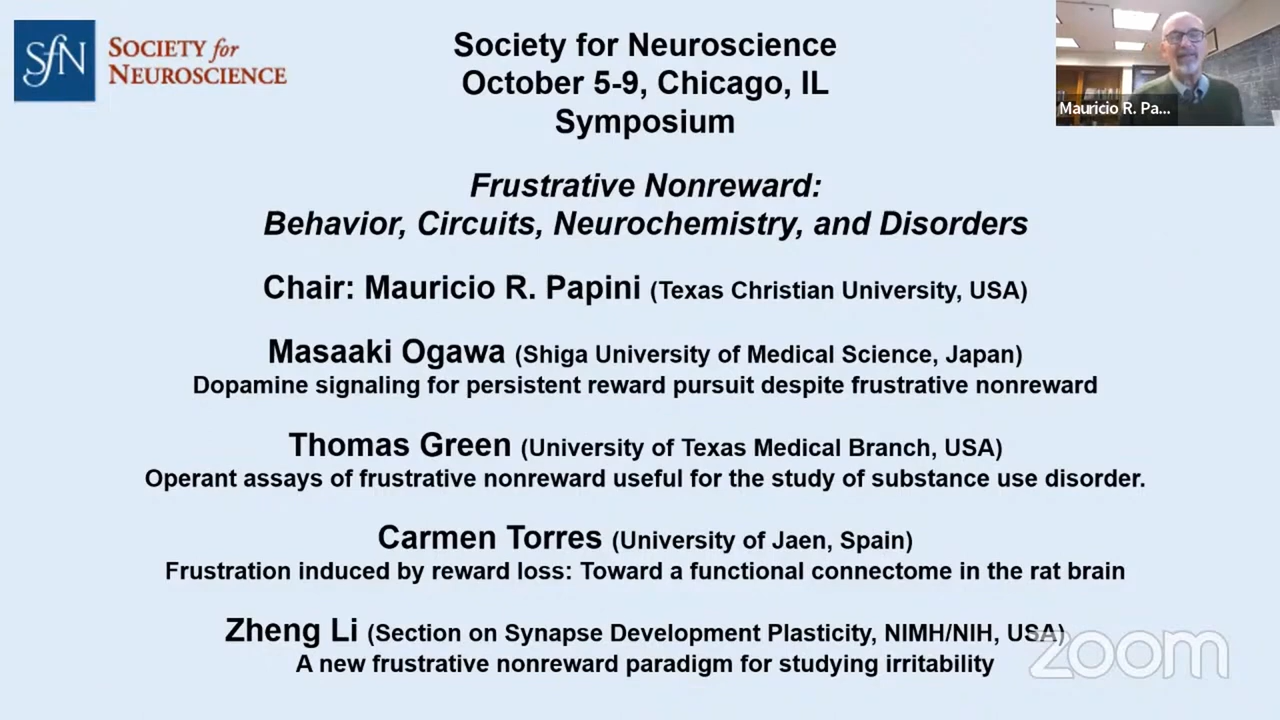 SfN
SOCIETY for
NEUROSCIENCE
Society for Neuroscience
October 5-9, Chicago, IL
Symposium
Mauricio R. Pa...
Frustrative Nonreward:
Behavior, Circuits, Neurochemistry, and Disorders
Chair: Mauricio R. Papini (Texas Christian University, USA)
Masaaki Ogawa (Shiga University of Medical Science, Japan)
Dopamine signaling for persistent reward pursuit despite frustrative nonreward
Thomas Green (University of Texas Medical Branch, USA)
Operant assays of frustrative nonreward useful for the study of substance use disorder.
Carmen Torres (University of Jaen, Spain)
Frustration induced by reward loss: Toward a functional connectome in the rat brain
Zheng Li (Section on Synapse Development Plasticity, NIMH/NIH, USA)
A new frustrative nonreward paradigm for studying irritability
zoom